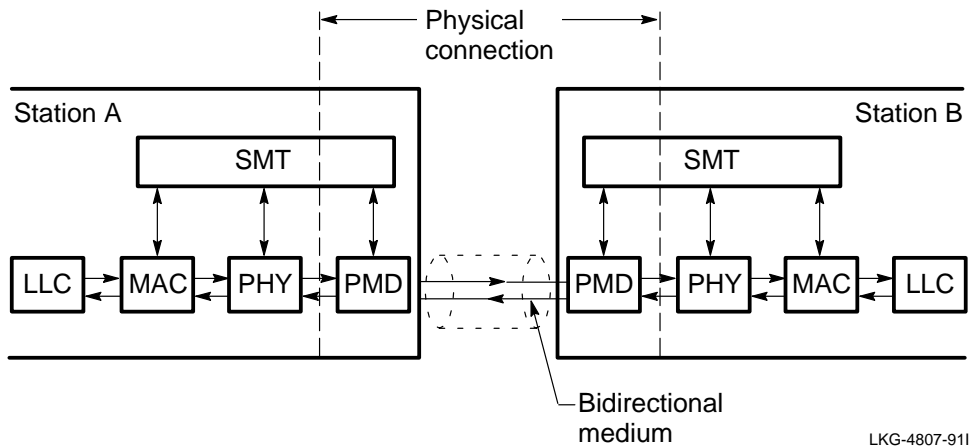 Physical
connection
Station A
Station B
SMT
SMT
LLC
MAC
PHY
PMD
PMD
PHY
MAC
LLC
Bidirectional
medium
LKG-4807-91I